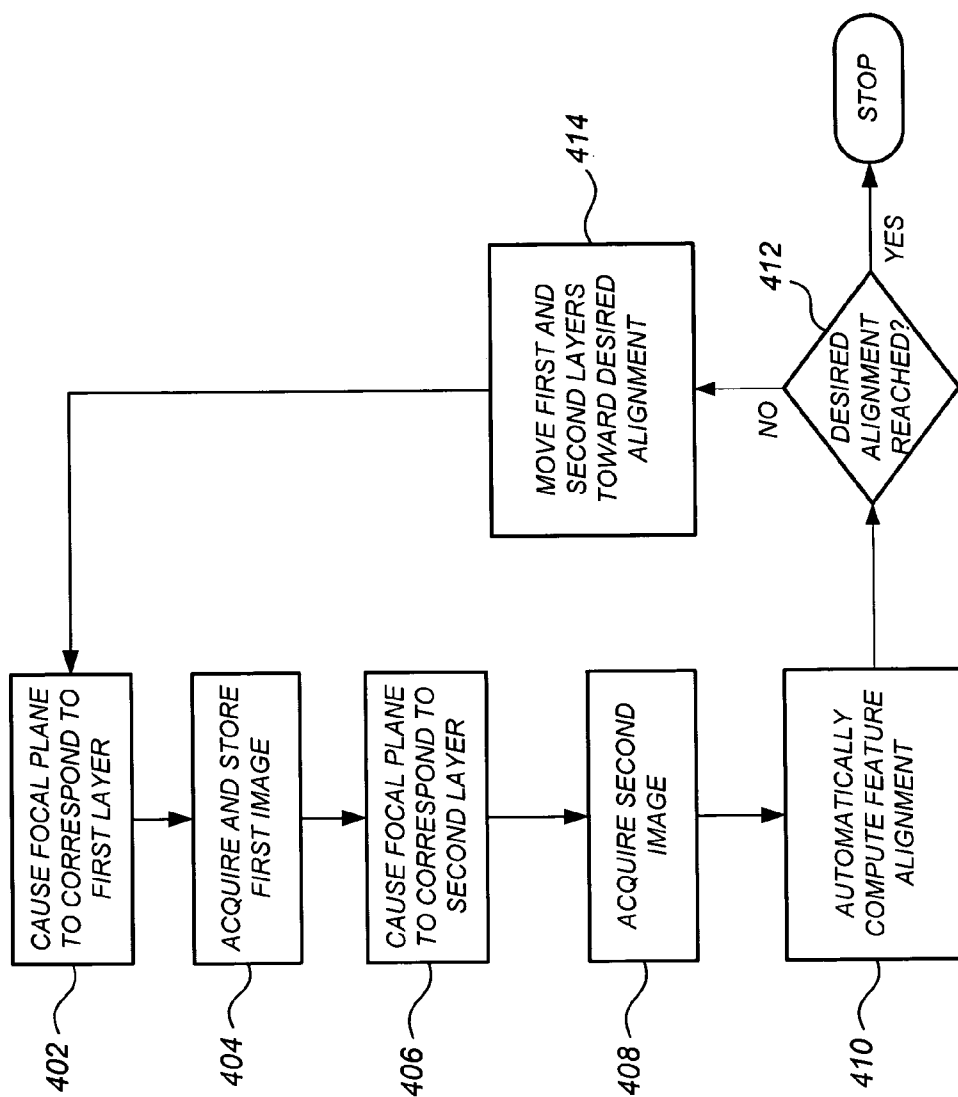 402
CAUSE FOCAL PLANE
TO CORRESPOND TO
FIRST LAYER
404
ACQUIRE AND STORE
FIRST IMAGE
406
CAUSE FOCAL PLANE
TO CORRESPOND TO
SECOND LAYER
408
ACQUIRE SECOND
IMAGE
410
AUTOMATICALLY
COMPUTE FEATURE
ALIGNMENT
412
DESIRED
ALIGNMENT
REACHED?
NO
YES
414
MOVE FIRST AND
SECOND LAYERS
TOWARD DESIRED
ALIGNMENT
STOP